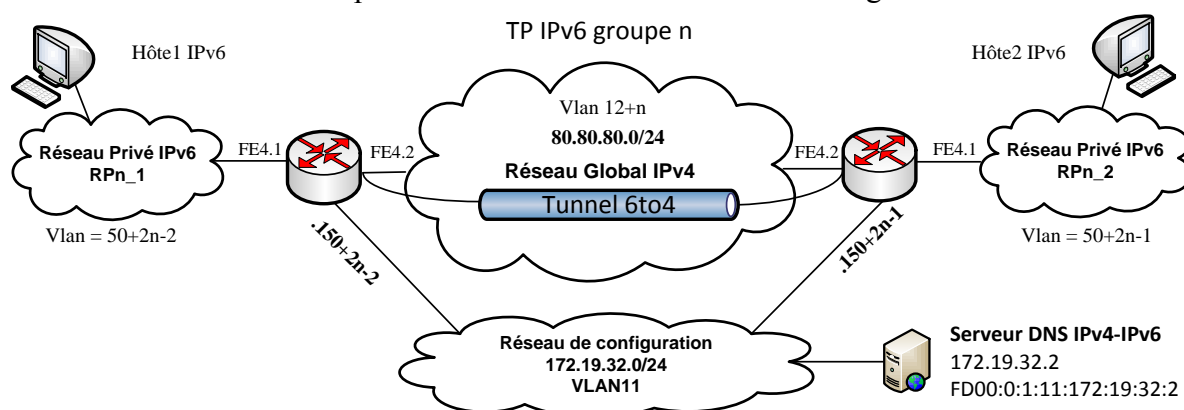 TP IPv6 groupe n
Hôte1 IPv6
Hôte2 IPv6
Vlan 12+n
80.80.80.0/24
Réseau Privé IPv6
RPn_1
FE4.1
FE4.2
Réseau Global IPv4
FE4.2
FE4.1
Réseau Privé IPv6
RPn_2
Tunnel 6to4
Vlan = 50+2n-2
Vlan = 50+2n-1
.150+2n-2
.150+2n-1
Réseau de configuration
172.19.32.0/24
VLAN11
Serveur DNS IPv4-IPv6
172.19.32.2
FD00:0:1:11:172:19:32:2